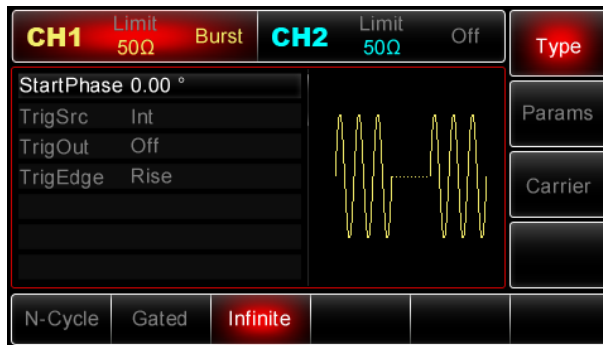 CH1 Limit 50Ω Burst CH2 Limit 50Ω Off Type
StartPhase 0.00 °
TrigSrc Int
Params
TrigOut Off
TrigEdge Rise
Carrier
N-Cycle Gated Infinite